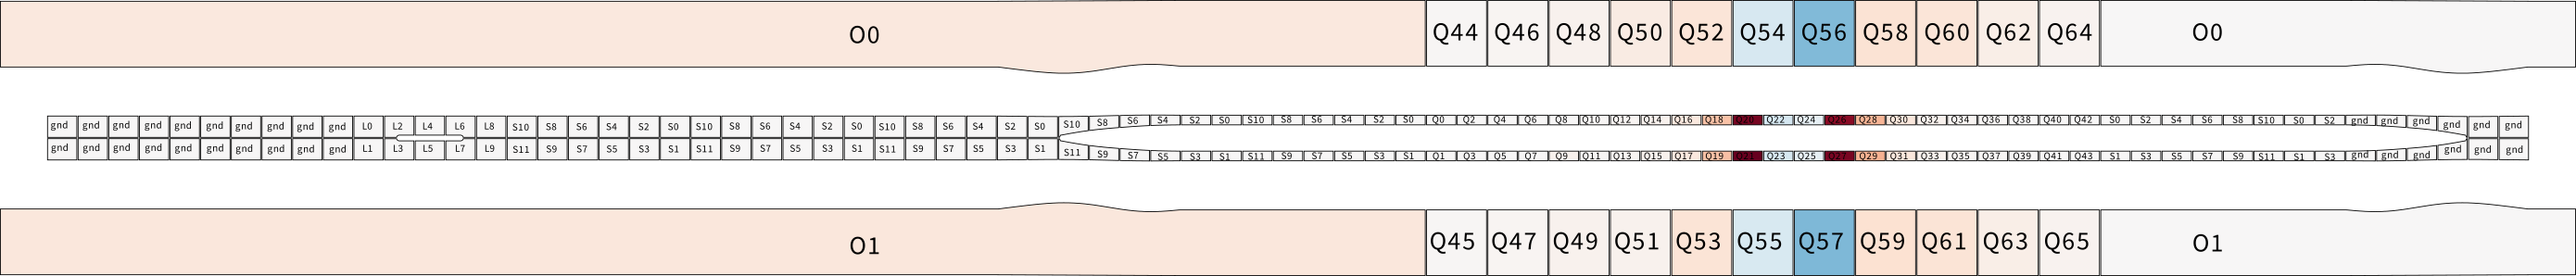 O0 Q44 Q46 Q48 Q50 Q52 Q54 Q56 Q58 Q60 Q62 Q64 O0
gnd gnd gnd gnd gnd gnd gnd gnd gnd gnd L0 L2 L4 L6 L8 S10 S8 S6 S4 S2 S0 S10 S8 S6 S4 S2 S0 S10 S8 S6 S4 S2 S0 S10 S8 S6 S4 S2 S0 S10 S8 S6 S4 S2 S0 Q0 Q2 Q4 Q6 Q8 Q10 Q12 Q14 Q16 Q18 Q20 Q22 Q24 Q26 Q28 Q30 Q32 Q34 Q36 Q38 Q40 Q42 S0 S2 S4 S6 S8 S10 S0 S2 gnd gnd gnd gnd gnd gnd
gnd gnd gnd gnd gnd gnd gnd gnd gnd gnd L1 L3 L5 L7 L9 S11 S9 S7 S5 S3 S1 S11 S9 S7 S5 S3 S1 S11 S9 S7 S5 S3 S1 S11 S9 S7 S5 S3 S1 S11 S9 S7 S5 S3 S1 Q1 Q3 Q5 Q7 Q9 Q11 Q13 Q15 Q17 Q19 Q21 Q23 Q25 Q27 Q29 Q31 Q33 Q35 Q37 Q39 Q41 Q43 S1 S3 S5 S7 S9 S11 S1 S3 gnd gnd gnd gnd gnd gnd
O1 Q45 Q47 Q49 Q51 Q53 Q55 Q57 Q59 Q61 Q63 Q65 O1